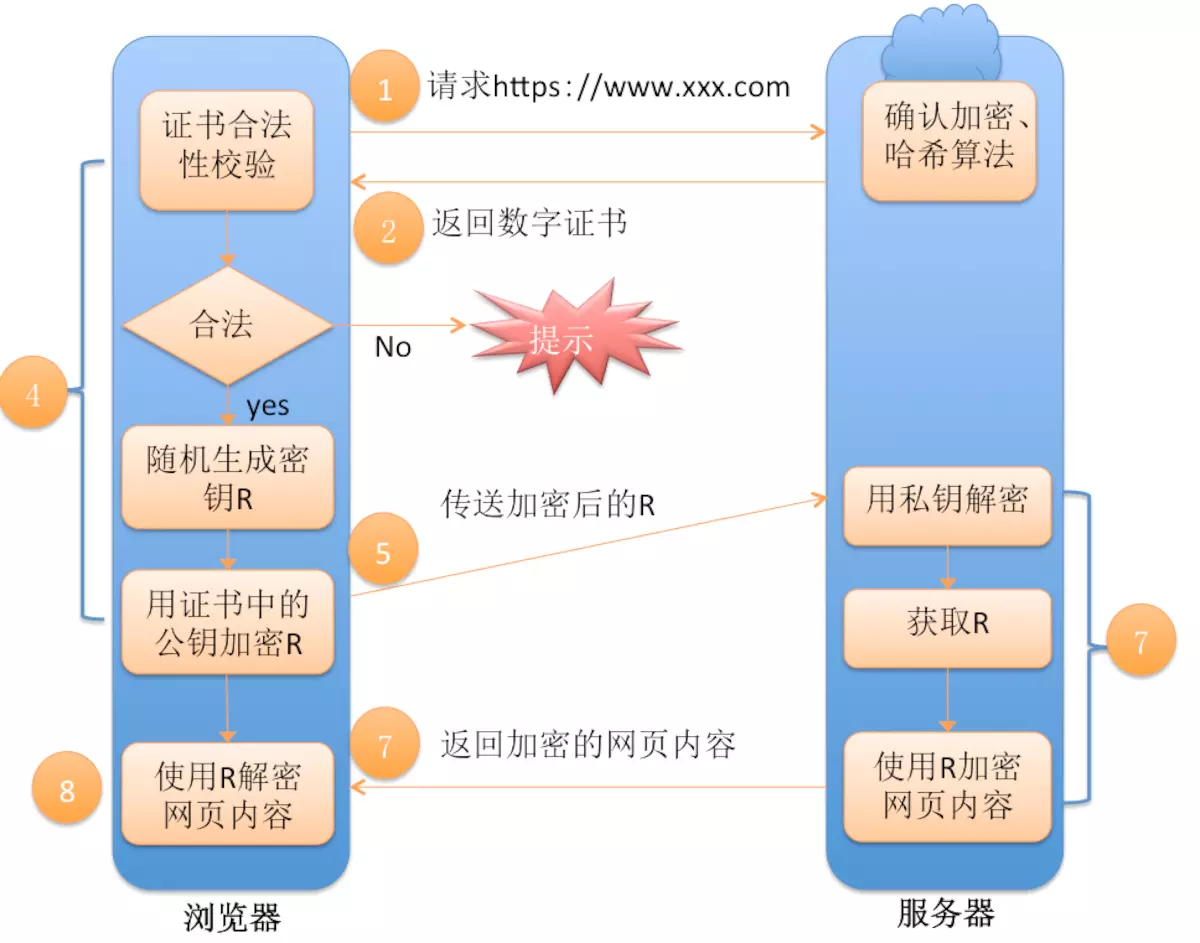 1
请求https://www.xxx.com
证书合法
性校验
确认加密、
哈希算法
2
返回数字证书
合法
No
提示
4
yes
随机生成密
钥R
传送加密后的R
用私钥解密
5
用证书中的
公钥加密R
获取R
7
7
返回加密的网页内容
8
使用R解密
网页内容
使用R加密
网页内容
浏览器
服务器